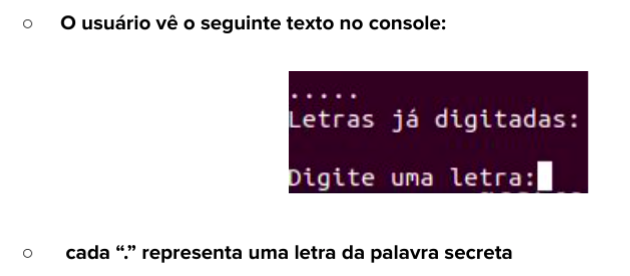 ○ O usuário vê o seguinte texto no console:
.....
Letras já digitadas:
Digite uma letra:
○ cada “.” representa uma letra da palavra secreta